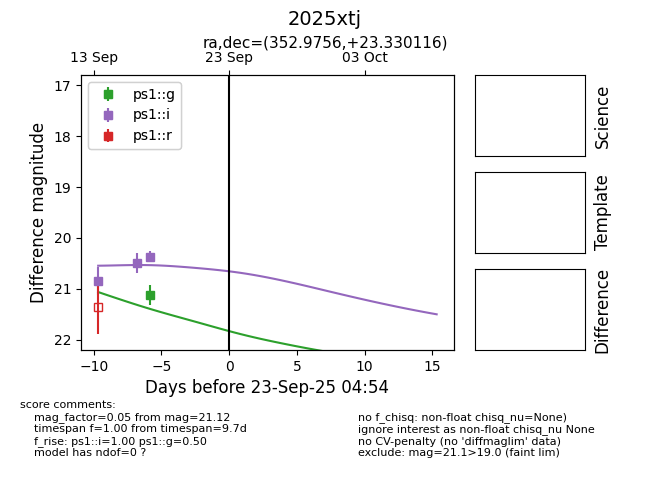 2025xtj
ra,dec=(352.9756,+23.330116)
13 Sep
23 Sep
03 Oct
ps1::g
ps1::i
ps1::r
17
18
19
20
21
22
Difference magnitude
−10
−5
0
5
10
15
Days before 23-Sep-25 04:54
Science
Template
Difference
score comments:
mag_factor=0.05 from mag=21.12
timespan f=1.00 from timespan=9.7d
f_rise: ps1::i=1.00 ps1::g=0.50
model has ndof=0 ?
no f_chisq: non-float chisq_nu=None)
ignore interest as non-float chisq_nu None
no CV-penalty (no 'diffmaglim' data)
exclude: mag=21.1>19.0 (faint lim)